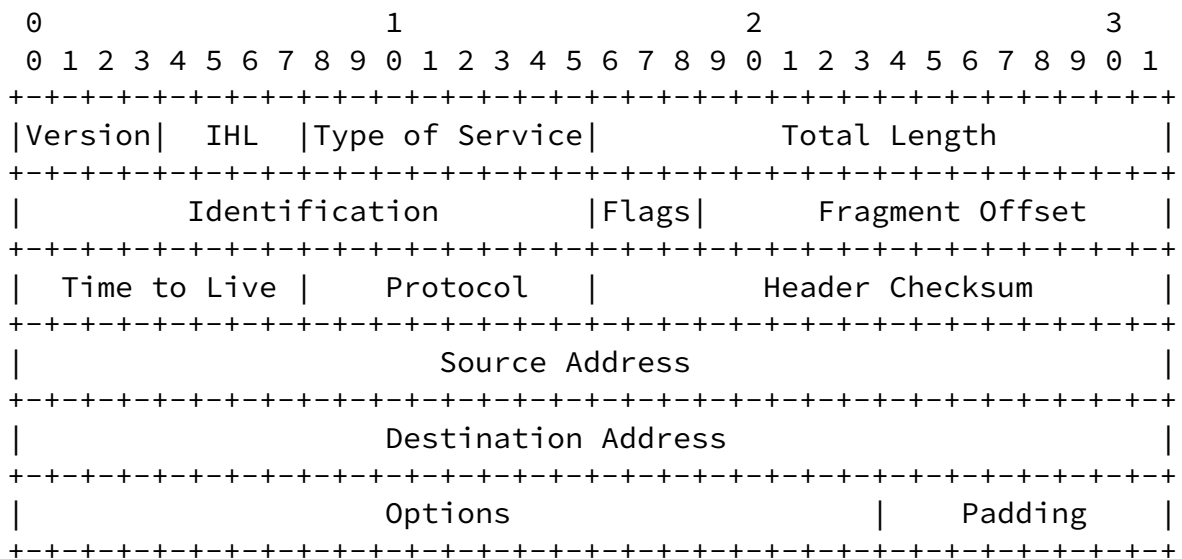 0                   1                   2                   3
 0 1 2 3 4 5 6 7 8 9 0 1 2 3 4 5 6 7 8 9 0 1 2 3 4 5 6 7 8 9 0 1
+-+-+-+-+-+-+-+-+-+-+-+-+-+-+-+-+-+-+-+-+-+-+-+-+-+-+-+-+-+-+-+-+
|Version|  IHL  |Type of Service|          Total Length         |
+-+-+-+-+-+-+-+-+-+-+-+-+-+-+-+-+-+-+-+-+-+-+-+-+-+-+-+-+-+-+-+-+
|         Identification        |Flags|      Fragment Offset    |
+-+-+-+-+-+-+-+-+-+-+-+-+-+-+-+-+-+-+-+-+-+-+-+-+-+-+-+-+-+-+-+-+
|  Time to Live |    Protocol   |         Header Checksum       |
+-+-+-+-+-+-+-+-+-+-+-+-+-+-+-+-+-+-+-+-+-+-+-+-+-+-+-+-+-+-+-+-+
|                       Source Address                          |
+-+-+-+-+-+-+-+-+-+-+-+-+-+-+-+-+-+-+-+-+-+-+-+-+-+-+-+-+-+-+-+-+
|                    Destination Address                        |
+-+-+-+-+-+-+-+-+-+-+-+-+-+-+-+-+-+-+-+-+-+-+-+-+-+-+-+-+-+-+-+-+
|                    Options                    |    Padding    |
+-+-+-+-+-+-+-+-+-+-+-+-+-+-+-+-+-+-+-+-+-+-+-+-+-+-+-+-+-+-+-+-+